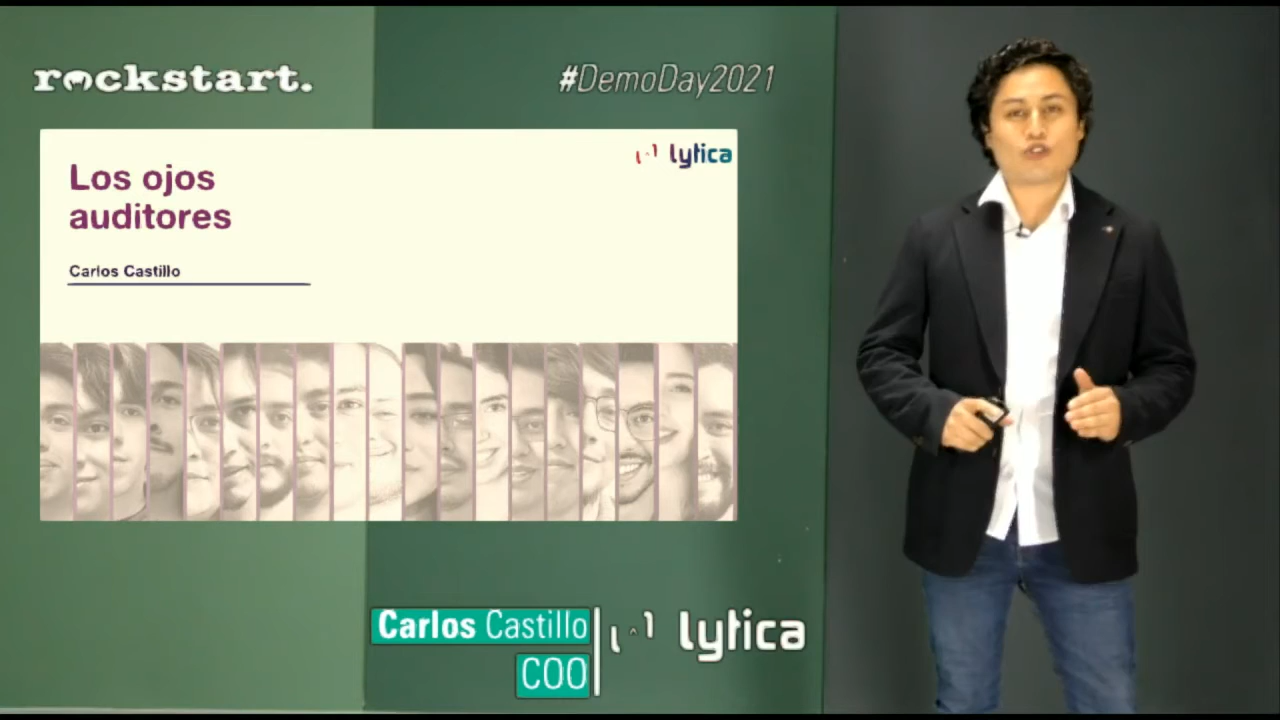 rockstart.
#DemoDay2021
lytica
Los ojos
auditores
Carlos Castillo
Carlos Castillo
COO
lytica